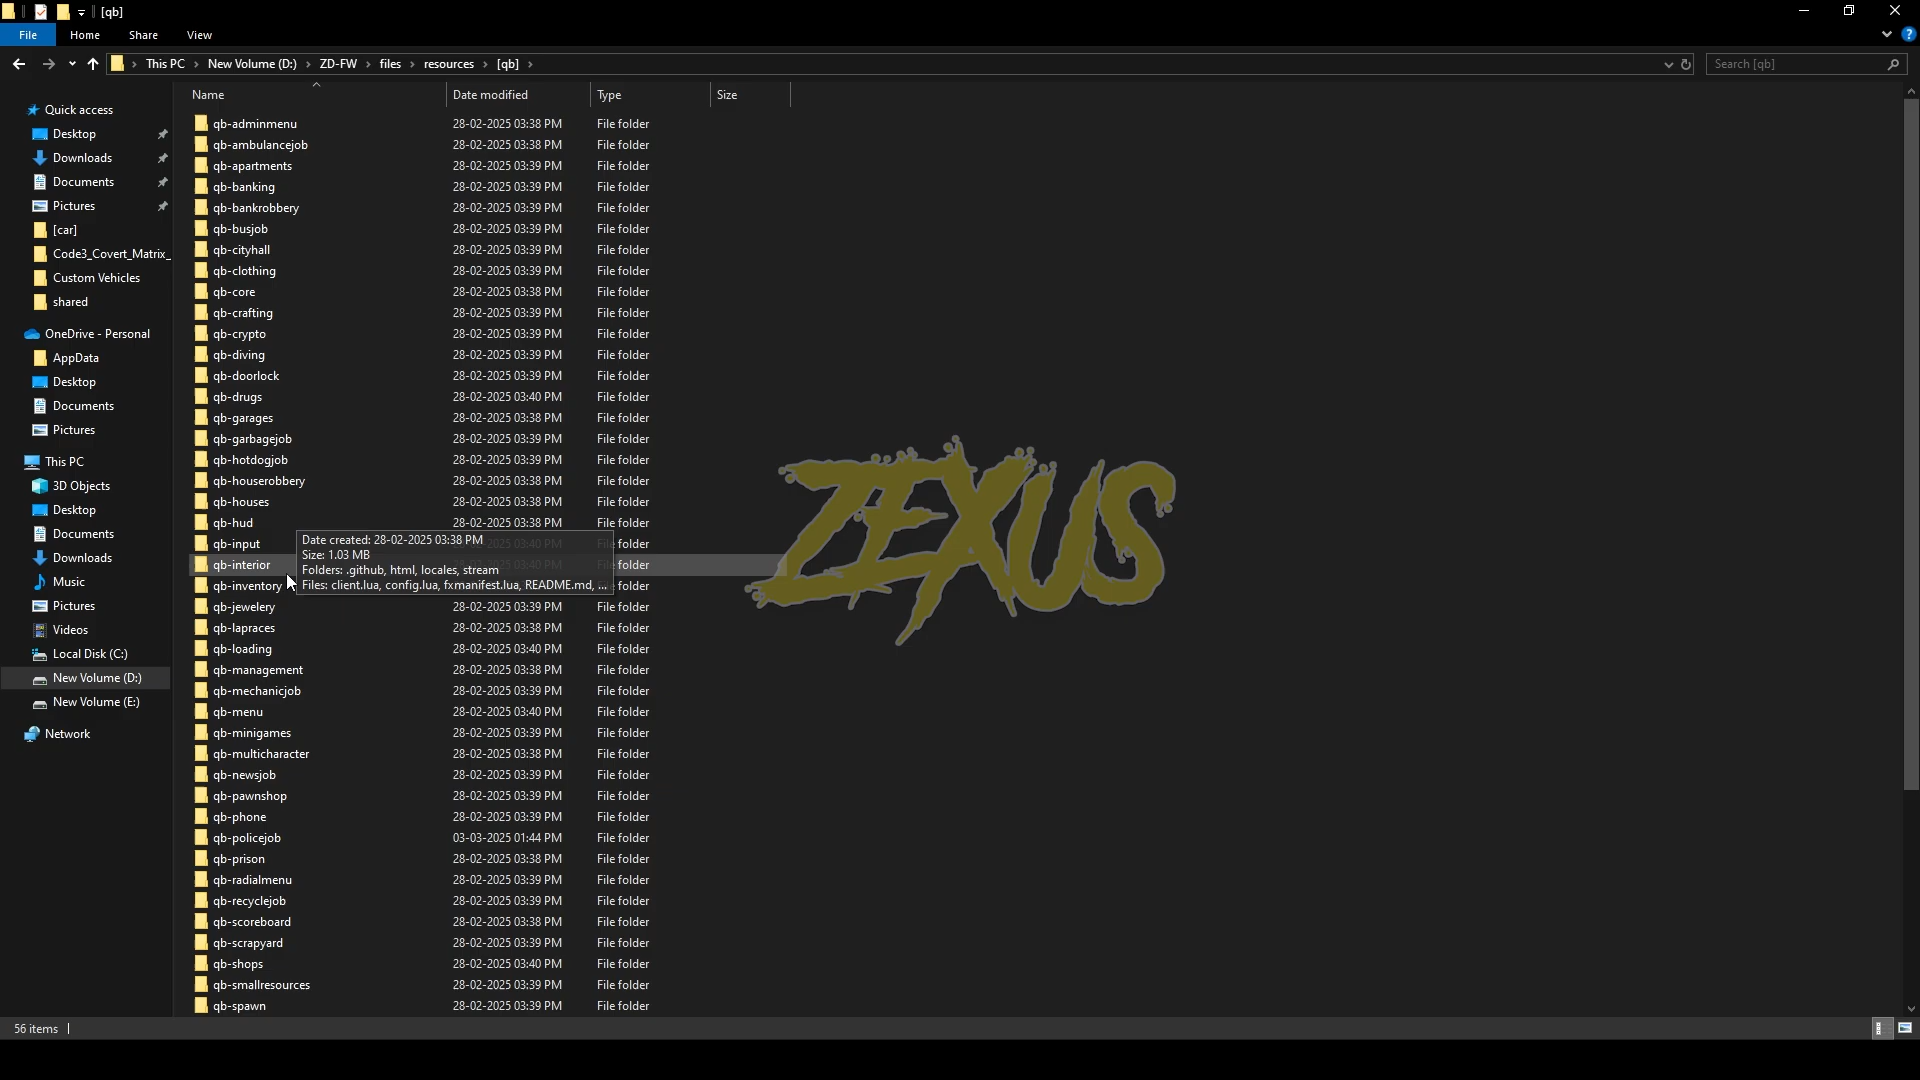 [qb]
File Home Share View
This PC New Volume (D:) ZD-FW files resources [qb]
Search [qb]
Name Date modified Type Size
Quick access
Desktop
Downloads
Documents
Pictures
[car]
Code3_Covert_Matrix_
Custom Vehicles
shared
OneDrive - Personal
AppData
Desktop
Documents
Pictures
This PC
3D Objects
Desktop
Documents
Downloads
Music
Pictures
Videos
Local Disk (C:)
New Volume (D:)
New Volume (E:)
Network
qb-adminmenu 28-02-2025 03:38 PM File folder
qb-ambulancejob 28-02-2025 03:38 PM File folder
qb-apartments 28-02-2025 03:39 PM File folder
qb-banking 28-02-2025 03:39 PM File folder
qb-bankrobbery 28-02-2025 03:39 PM File folder
qb-busjob 28-02-2025 03:39 PM File folder
qb-cityhall 28-02-2025 03:39 PM File folder
qb-clothing 28-02-2025 03:39 PM File folder
qb-core 28-02-2025 03:38 PM File folder
qb-crafting 28-02-2025 03:39 PM File folder
qb-crypto 28-02-2025 03:39 PM File folder
qb-diving 28-02-2025 03:39 PM File folder
qb-doorlock 28-02-2025 03:39 PM File folder
qb-drugs 28-02-2025 03:40 PM File folder
qb-garages 28-02-2025 03:38 PM File folder
qb-garbagejob 28-02-2025 03:39 PM File folder
qb-hotdogjob 28-02-2025 03:39 PM File folder
qb-houserobbery 28-02-2025 03:39 PM File folder
qb-houses 28-02-2025 03:38 PM File folder
qb-hud 28-02-2025 03:38 PM File folder
qb-input File folder
qb-interior folder
qb-inventory folder
Date created: 28-02-2025 03:38 PM
Size: 1.03 MB
Folders: .github, html, locales, stream
Files: client.lua, config.lua, fxmanifest.lua, README.md, ...
qb-jewelery 28-02-2025 03:39 PM File folder
qb-lapraces 28-02-2025 03:38 PM File folder
qb-loading 28-02-2025 03:40 PM File folder
qb-management 28-02-2025 03:38 PM File folder
qb-mechanicjob 28-02-2025 03:39 PM File folder
qb-menu 28-02-2025 03:40 PM File folder
qb-minigames 28-02-2025 03:39 PM File folder
qb-multicharacter 28-02-2025 03:38 PM File folder
qb-newsjob 28-02-2025 03:39 PM File folder
qb-pawnshop 28-02-2025 03:39 PM File folder
qb-phone 28-02-2025 03:39 PM File folder
qb-policejob 03-03-2025 01:44 PM File folder
qb-prison 28-02-2025 03:38 PM File folder
qb-radialmenu 28-02-2025 03:39 PM File folder
qb-recyclejob 28-02-2025 03:39 PM File folder
qb-scoreboard 28-02-2025 03:38 PM File folder
qb-scrapyard 28-02-2025 03:39 PM File folder
qb-shops 28-02-2025 03:40 PM File folder
qb-smallresources 28-02-2025 03:39 PM File folder
qb-spawn 28-02-2025 03:39 PM File folder
ZEXUS
56 items